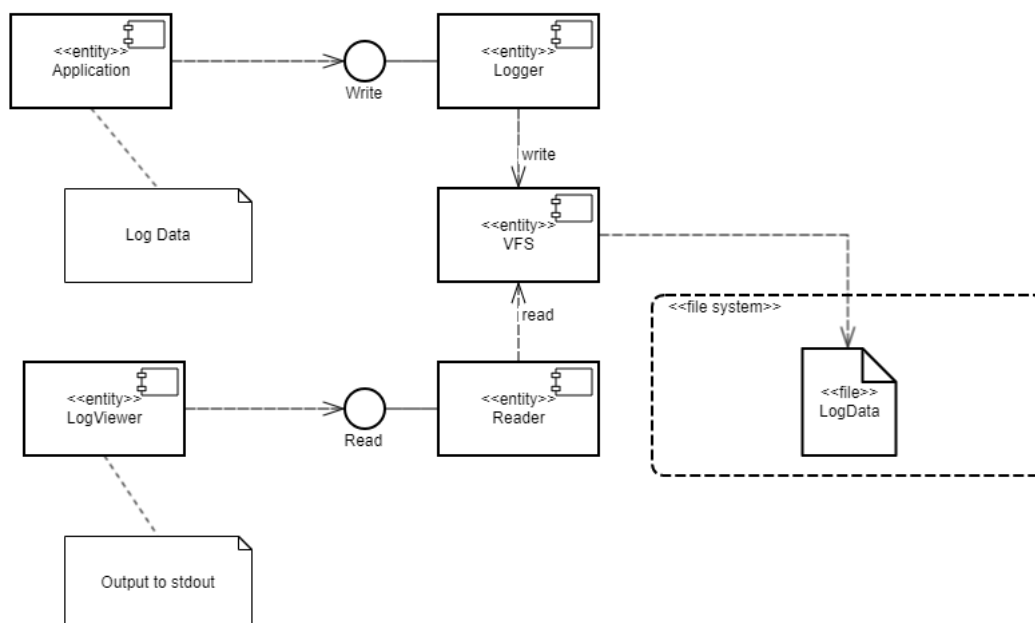 <<entity>>
Application
Write
<<entity>>
Logger
write
Log Data
<<entity>>
VFS
read
<<file system>>
<<entity>>
LogViewer
Read
<<entity>>
Reader
<<file>>
LogData
Output to stdout